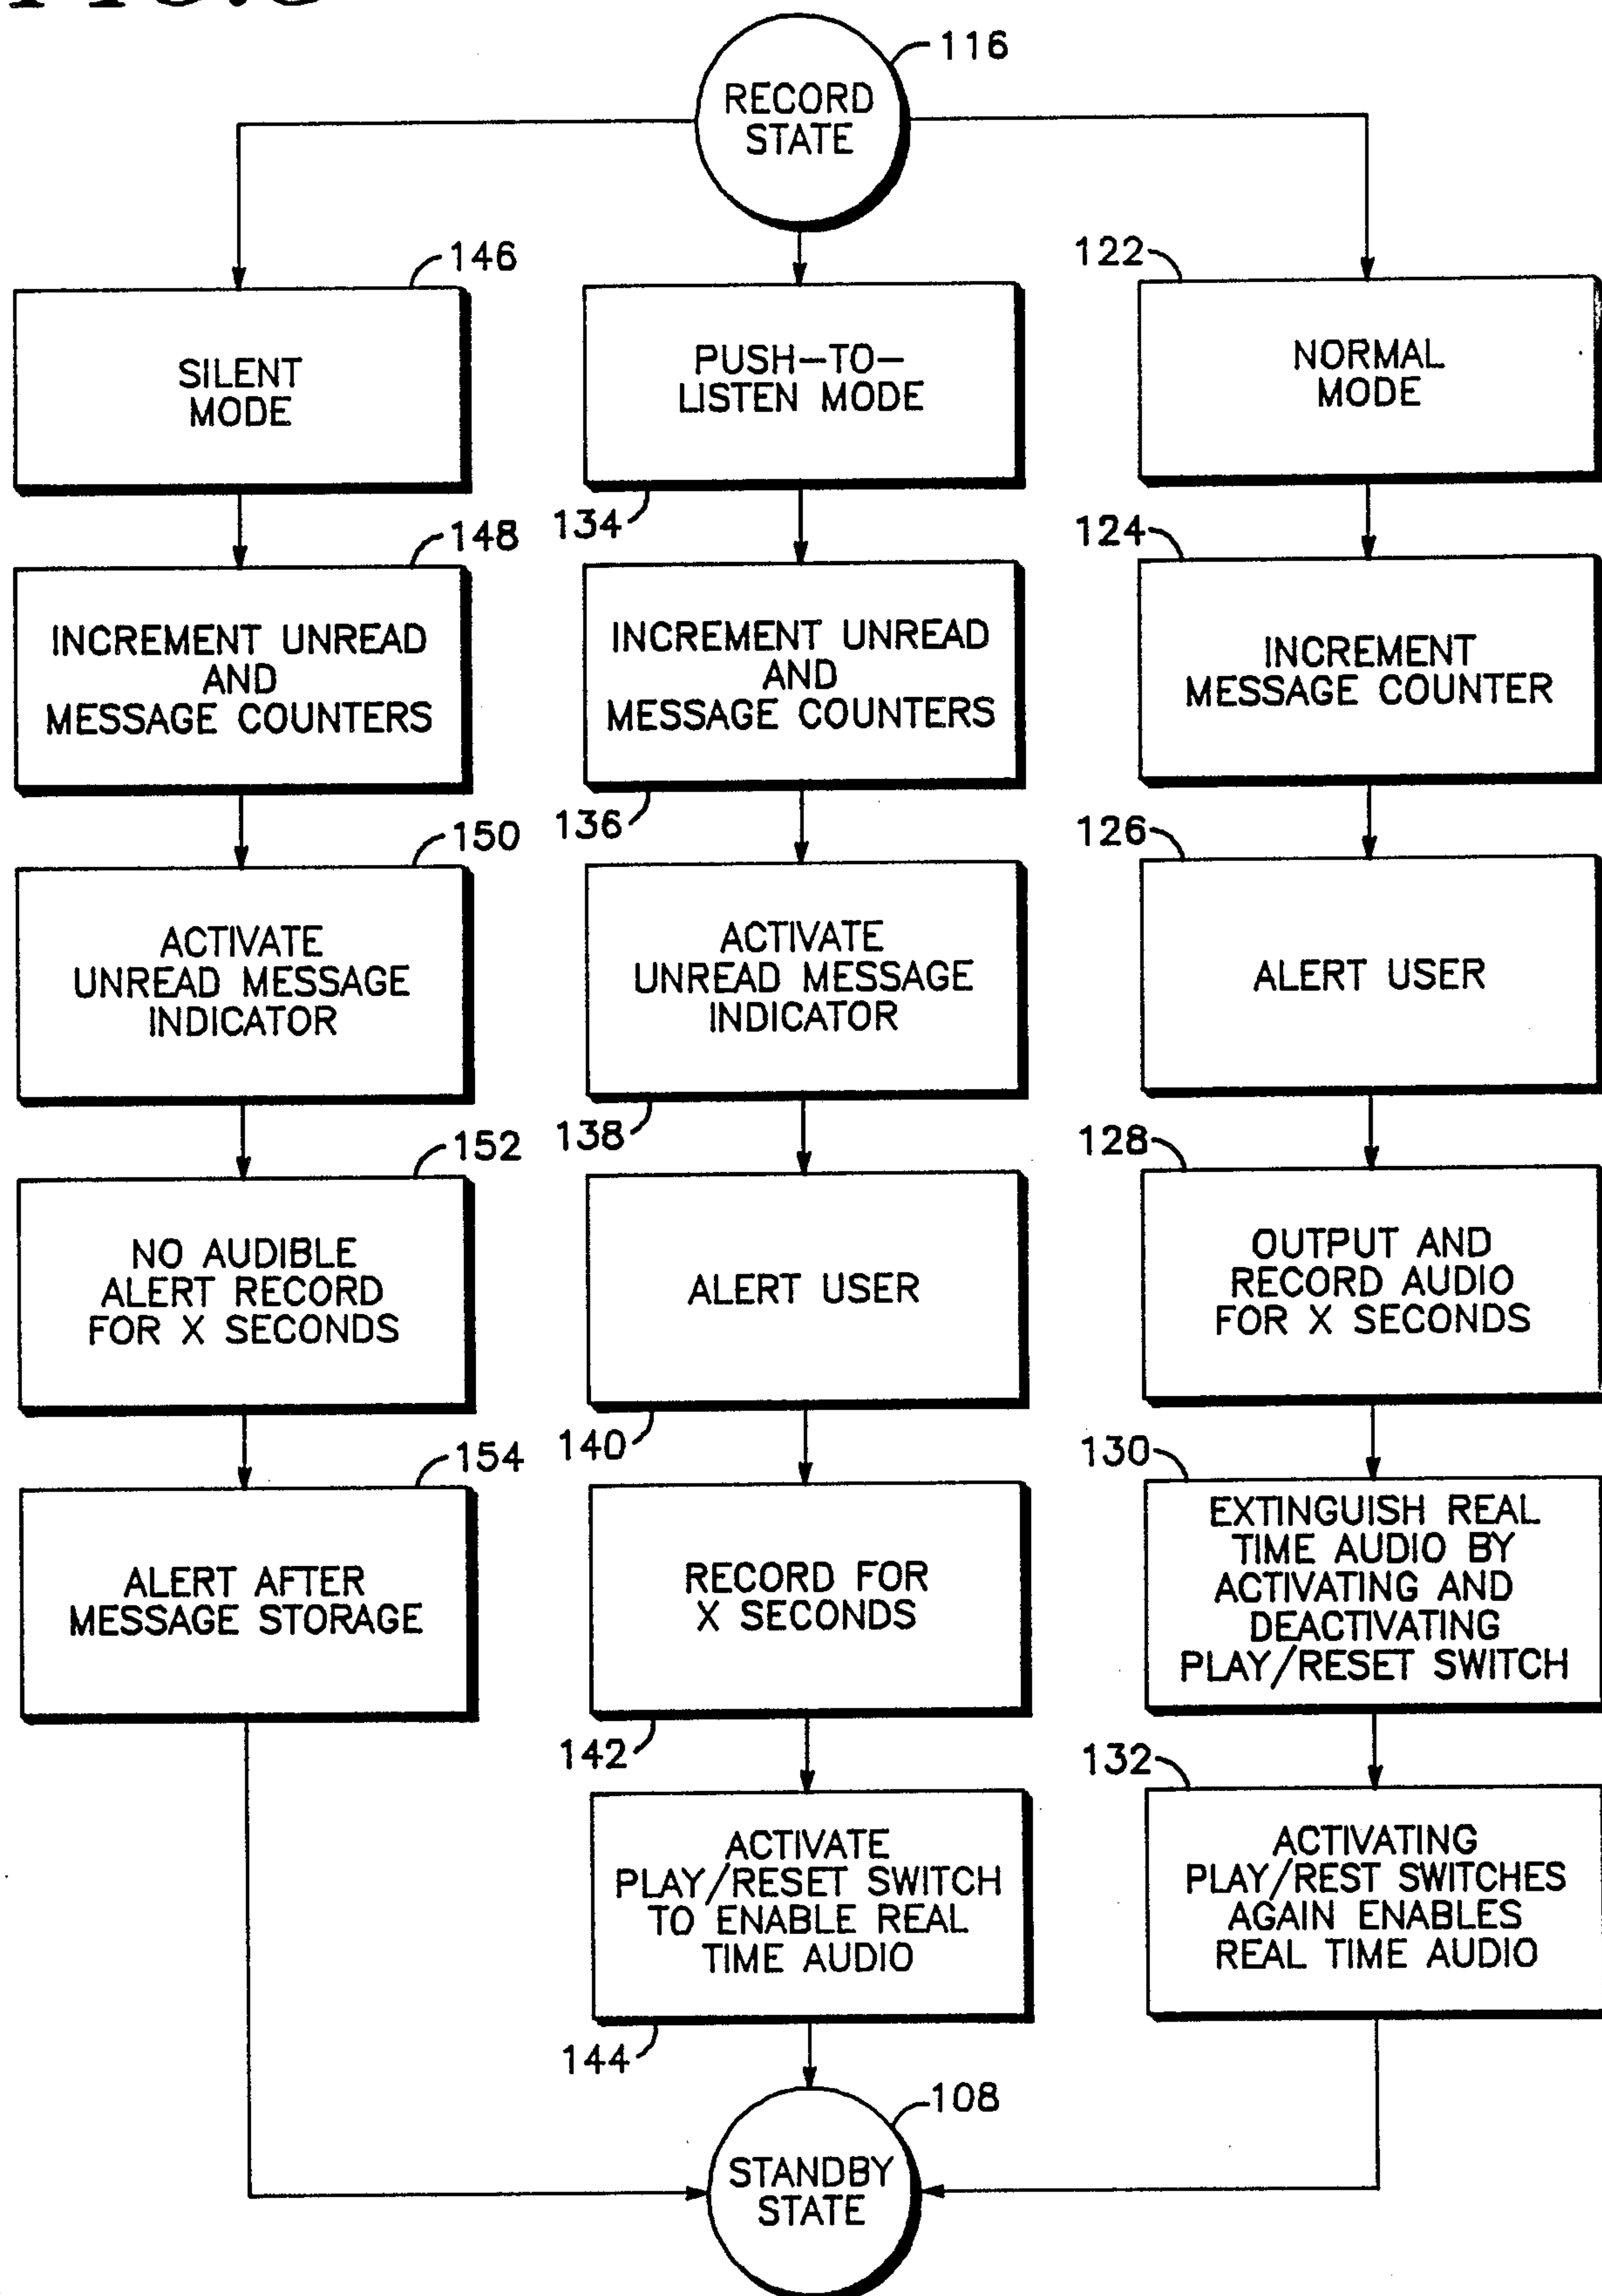 116
RECORD
STATE
146
SILENT
MODE
PUSH-TO-
LISTEN MODE
134
122
NORMAL
MODE
148
INCREMENT UNREAD
AND
MESSAGE COUNTERS
INCREMENT UNREAD
AND
MESSAGE COUNTERS
136
124
INCREMENT
MESSAGE COUNTER
150
ACTIVATE
UNREAD MESSAGE
INDICATOR
ACTIVATE
UNREAD MESSAGE
INDICATOR
138
126
ALERT USER
152
NO AUDIBLE
ALERT RECORD
FOR X SECONDS
ALERT USER
140
128
OUTPUT AND
RECORD AUDIO
FOR X SECONDS
154
ALERT AFTER
MESSAGE STORAGE
RECORD FOR
X SECONDS
142
130
EXTINGUISH REAL
TIME AUDIO BY
ACTIVATING AND
DEACTIVATING
PLAY/RESET SWITCH
ACTIVATE
PLAY/RESET SWITCH
TO ENABLE REAL
TIME AUDIO
144
132
ACTIVATING
PLAY/REST SWITCHES
AGAIN ENABLES
REAL TIME AUDIO
108
STANDBY
STATE